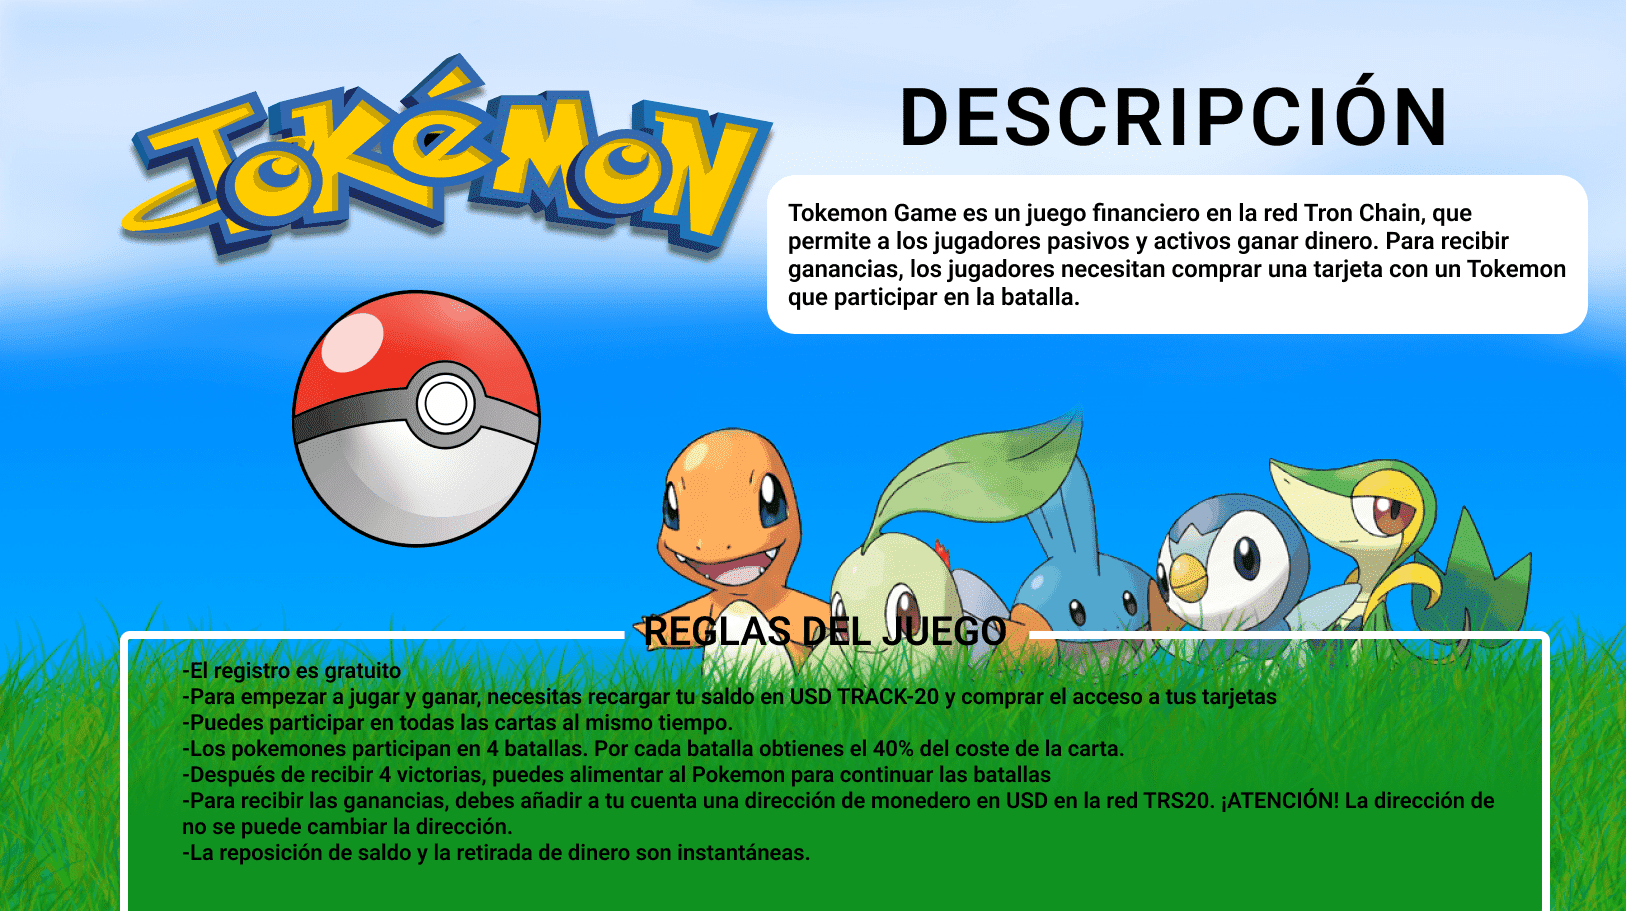 TokéMON
DESCRIPCIÓN
Tokemon Game es un juego financiero en la red Tron Chain, que
permite a los jugadores pasivos y activos ganar dinero. Para recibir
ganancias, los jugadores necesitan comprar una tarjeta con un Tokemon
que participar en la batalla.
REGLAS DEL JUEGO
-El registro es gratuito
-Para empezar a jugar y ganar, necesitas recargar tu saldo en USD TRACK-20 y comprar el acceso a tus tarjetas
-Puedes participar en todas las cartas al mismo tiempo.
-Los pokemones participan en 4 batallas. Por cada batalla obtienes el 40% del coste de la carta.
-Después de recibir 4 victorias, puedes alimentar al Pokemon para continuar las batallas
-Para recibir las ganancias, debes añadir a tu cuenta una dirección de monedero en USD en la red TRS20. ¡ATENCIÓN! La dirección de
no se puede cambiar la dirección.
-La reposición de saldo y la retirada de dinero son instantáneas.